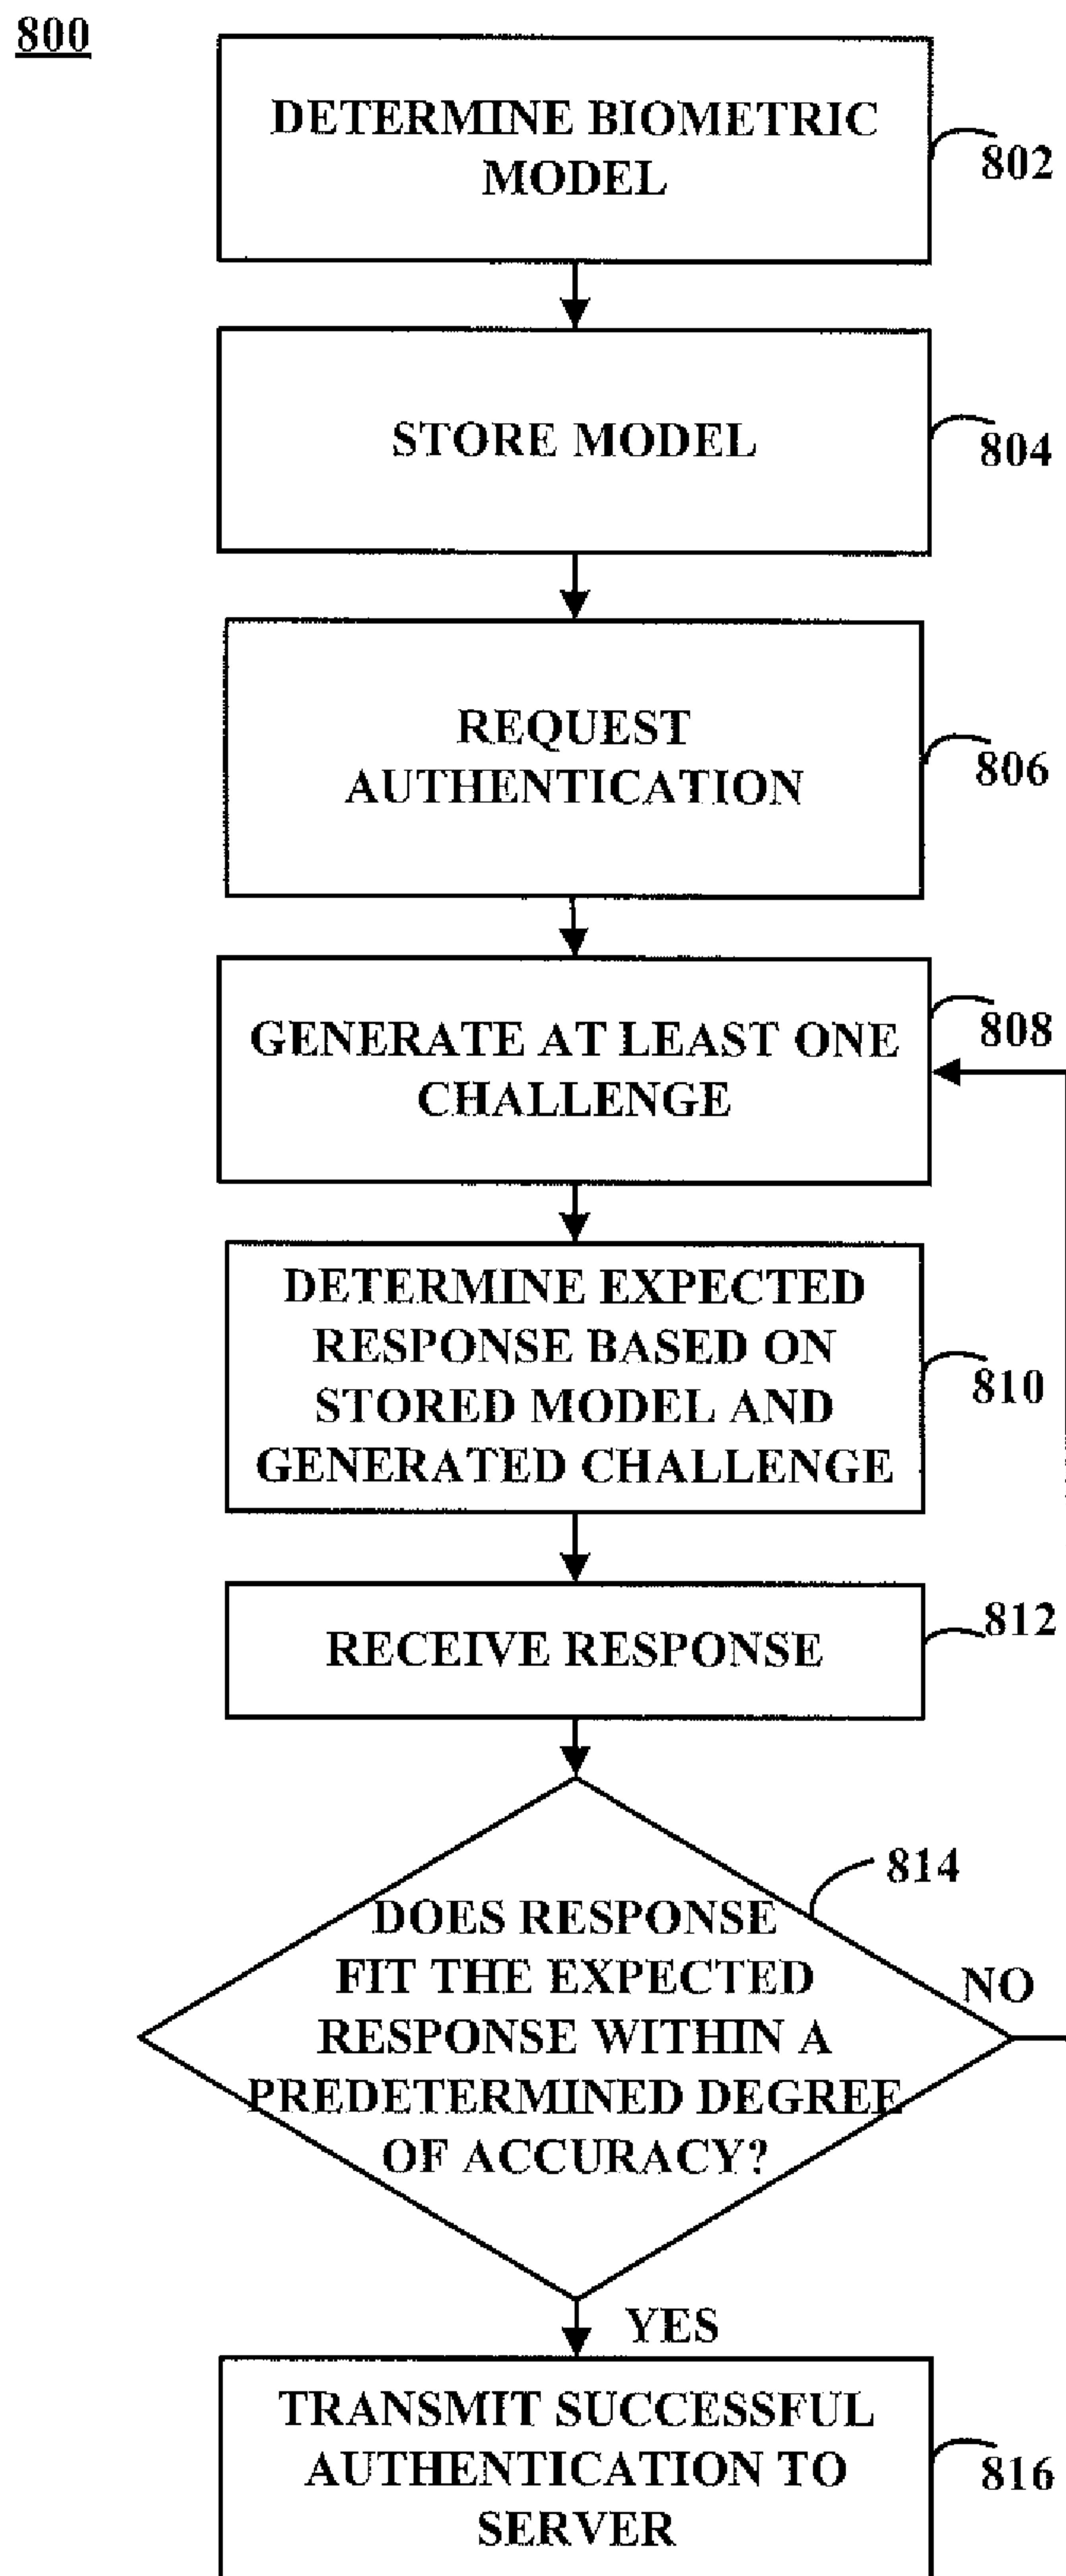 800
DETERMINE BIOMETRIC
MODEL
802
STORE MODEL
804
REQUEST
AUTHENTICATION
806
GENERATE AT LEAST ONE
CHALLENGE
808
DETERMINE EXPECTED
RESPONSE BASED ON
STORED MODEL AND
GENERATED CHALLENGE
810
RECEIVE RESPONSE
812
814
DOES RESPONSE
FIT THE EXPECTED
RESPONSE WITHIN A
PREDETERMINED DEGREE
OF ACCURACY?
NO
YES
TRANSMIT SUCCESSFUL
AUTHENTICATION TO
SERVER
816